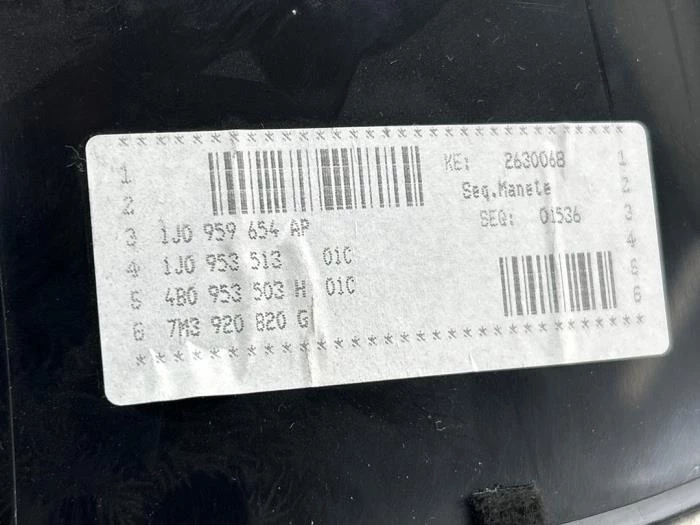 * * * * * * * * * * * * * * * * * * * * * * * * * * * * * * * *
1 KE: 2630068 1
2 Seq.Manete 2
SEQ: 01536 3
3 1J0 959 654 AP
4 1J0 953 513 01C 4
5 4B0 953 503 H 01C 5
6 7M3 920 820 G 6
* * * * * * * * * * * * * * * * * * * * * * * * * * * * * * * *